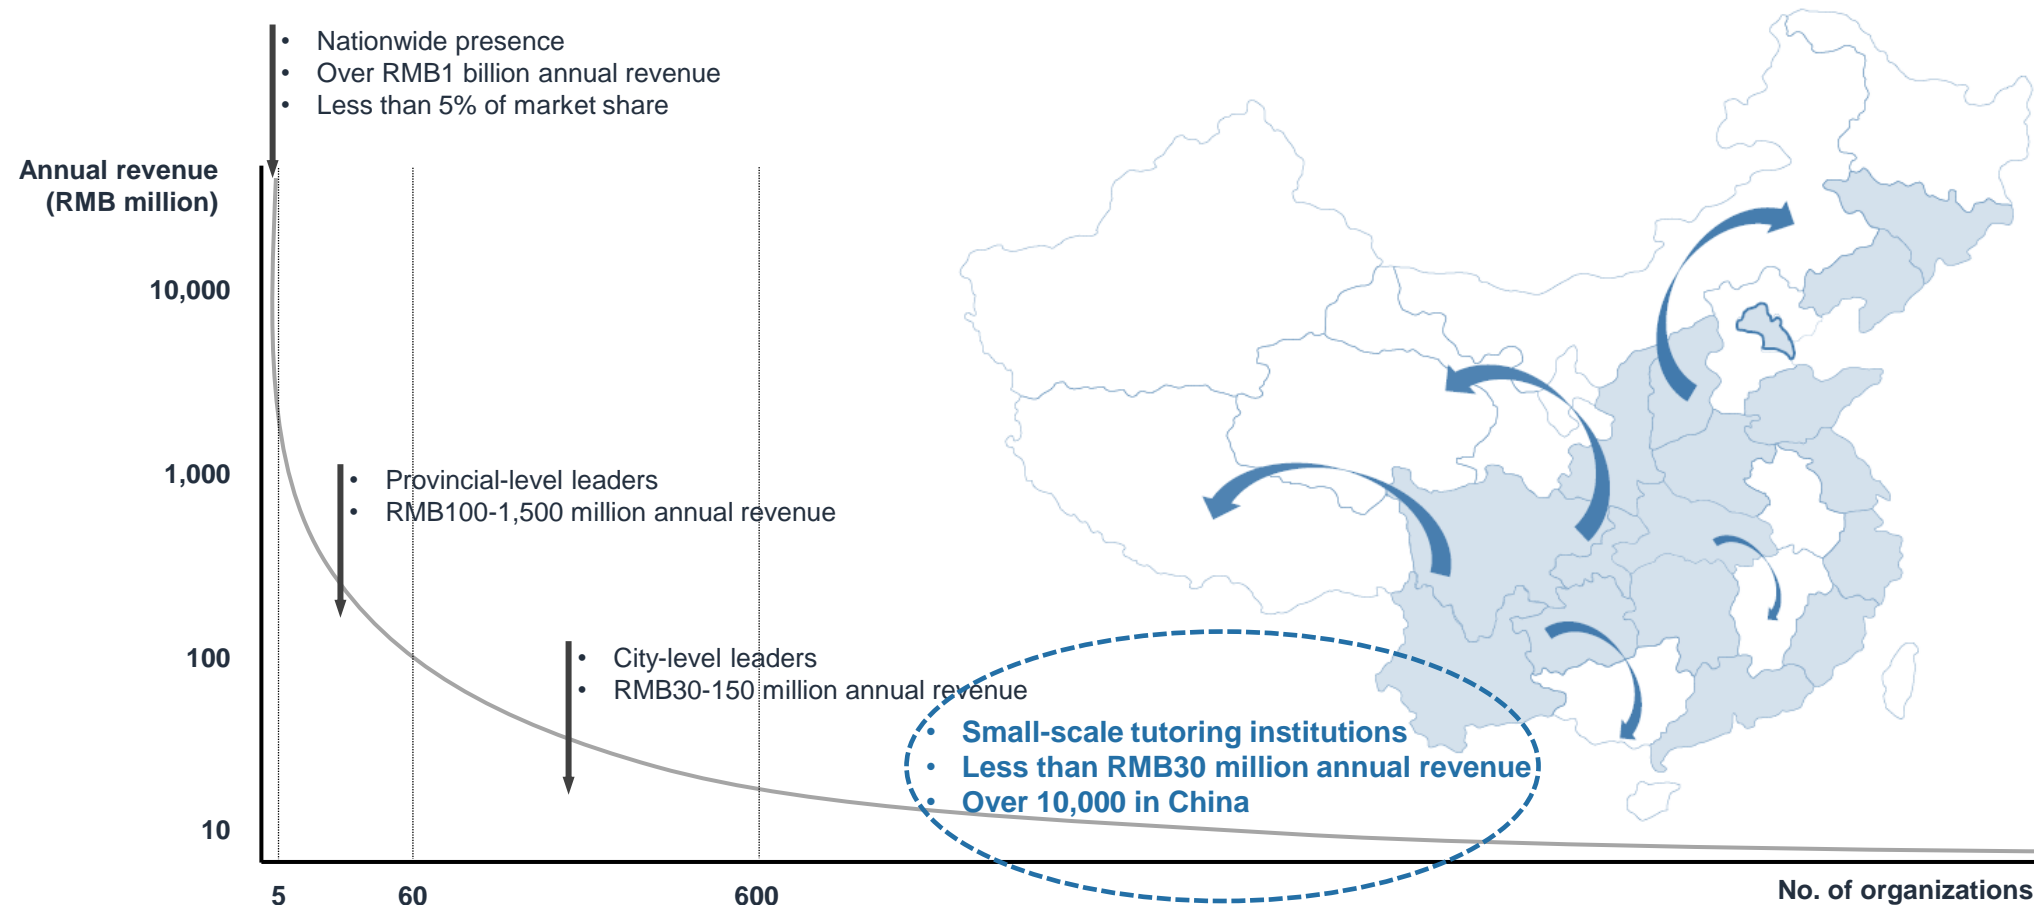 • Nationwide presence
• Over RMB1 billion annual revenue
• Less than 5% of market share
Annual revenue
(RMB million)
10,000
1,000
• Provincial-level leaders
• RMB100-1,500 million annual revenue
100
• City-level leaders
• RMB30-150 million annual revenue
• Small-scale tutoring institutions
• Less than RMB30 million annual revenue
• Over 10,000 in China
10
5 60 600 No. of organizations